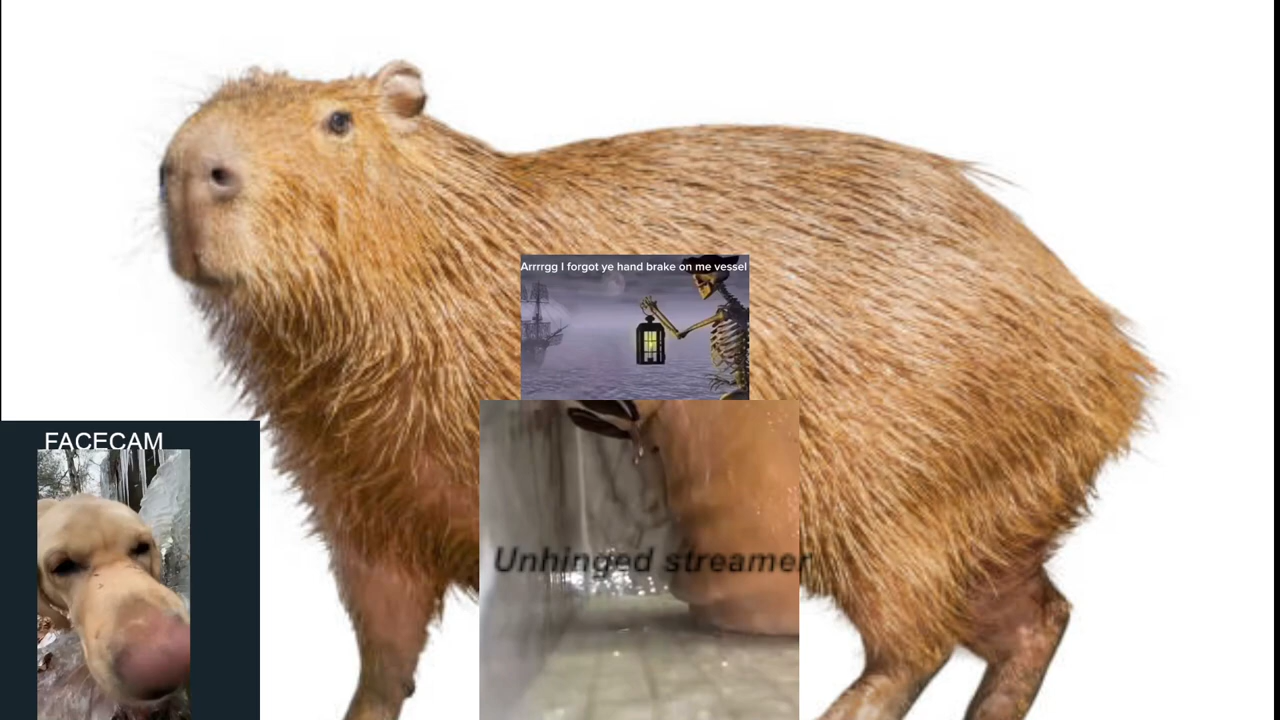 Arrrrgg I forgot ye hand brake on me vessel
FACECAM
Unhinged streamer